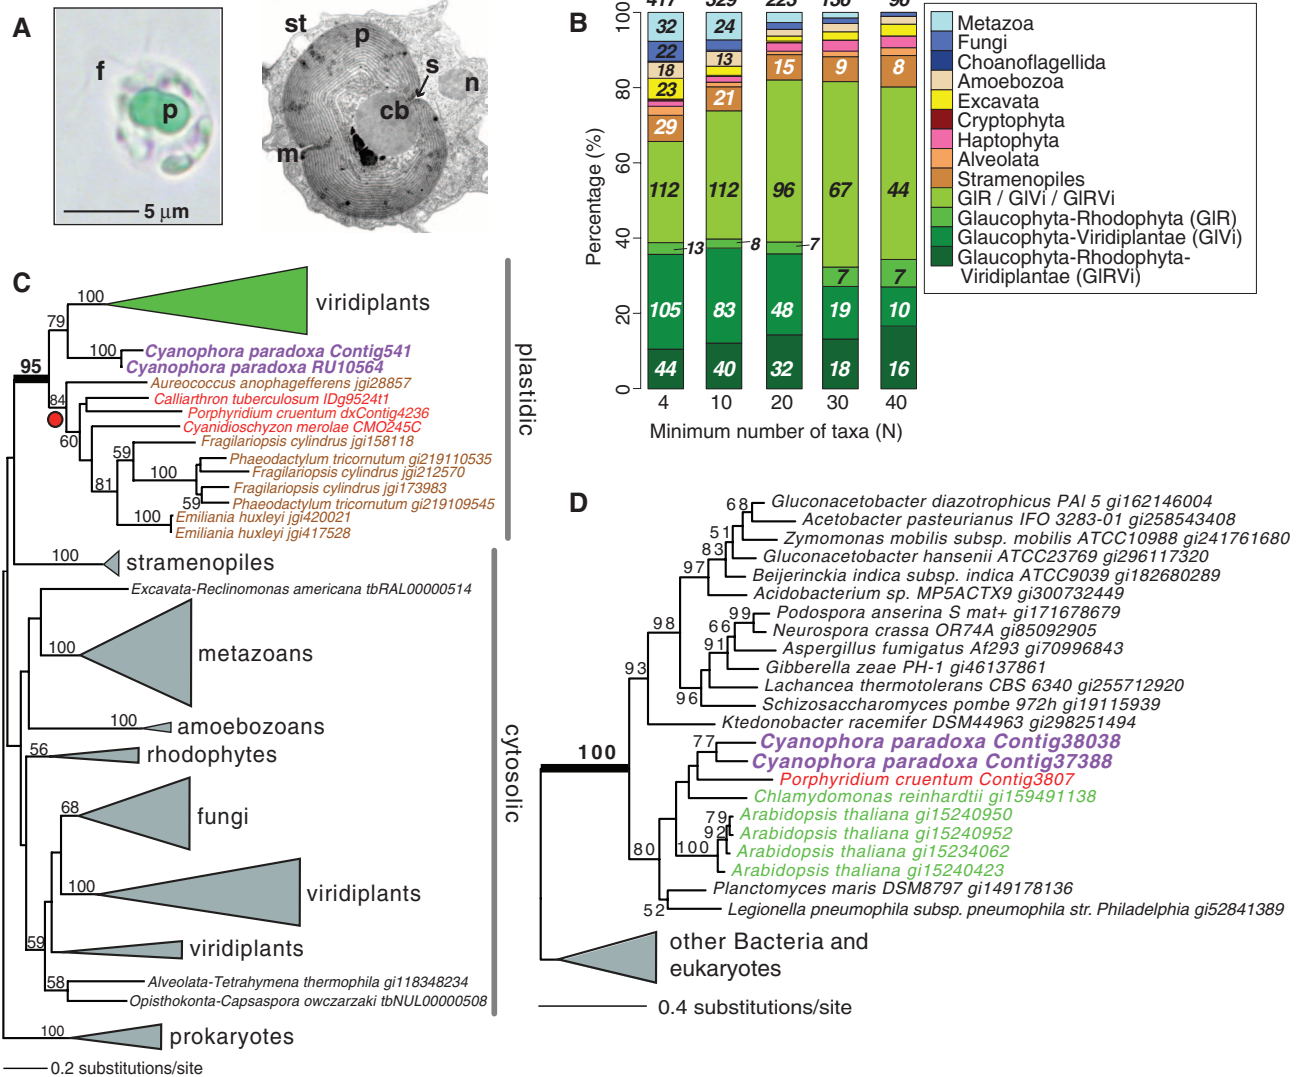 A
f
p
5 μm
st
p
s
n
cb
m
B
417
329
223
136
96
Percentage (%)
100
80
60
40
20
0
32
22
18
23
29
112
13
105
44
24
13
21
112
8
83
40
15
96
7
48
32
9
67
7
19
18
8
44
7
10
16
4 10 20 30 40
Minimum number of taxa (N)
Metazoa
Fungi
Choanoflagellida
Amoebozoa
Excavata
Cryptophyta
Haptophyta
Alveolata
Stramenopiles
GlR / GlVi / GlRVi
Glaucophyta-Rhodophyta (GlR)
Glaucophyta-Viridplantae (GlVi)
Glaucophyta-Rhodophyta-
Viridiplantae (GlRVi)
C
100
viridiplants
79
100
Cyanophora paradoxa Contig541
Cyanophora paradoxa RU10564
95
Aureococcus anophagefferens jgi28857
84
Calliarthron tuberculosum IDg9524t1
Porphyridium cruentum dxContig4236
Cyanidioschyzon merolae CMO245C
60
Fragilariopsis cylindrus jgi158118
59
Phaeodactylum tricornutum gi219110535
100
Fragilariopsis cylindrus jgi212570
81
Fragilariopsis cylindrus jgi173983
59
Phaeodactylum tricornutum gi219109545
100
Emiliania huxleyi jgi420021
Emiliania huxleyi jgi417528
plastidic
100
stramenopiles
Excavata-Reclinomonas americana tbRAL00000514
100
metazoans
100
amoebozoans
56
rhodophytes
68
fungi
100
viridiplants
59
viridiplants
58
Alveolata-Tetrahymena thermophila gi118348234
Opisthokonta-Capsaspora owczarzaki tbNUL00000508
cytosolic
100
prokaryotes
0.2 substitutions/site
D
68
Gluconacetobacter diazotrophicus PAl 5 gi162146004
Acetobacter pasteurianus IFO 3283-01 gi258543408
51
Zymomonas mobilis subsp. mobilis ATCC10988 gi241761680
83
Gluconacetobacter hansenii ATCC23769 gi296117320
97
Beijerinckia indica subsp. indica ATCC9039 gi182680289
Acidobacterium sp. MP5ACTX9 gi300732449
98
99
Podospora anserina S mat+ gi171678679
66
Neurospora crassa OR74A gi85092905
91
Aspergillus fumigatus Af293 gi70996843
Gibberella zeae PH-1 gi46137861
93
Lachancea thermotolerans CBS 6340 gi255712920
96
Schizosaccharomyces pombe 972h gi19115939
Ktedonobacter racemifer DSM44963 gi298251494
100
77
Cyanophora paradoxa Contig38038
Cyanophora paradoxa Contig37388
Porphyridium cruentum Contig3807
Chlamydomonas reinhardtii gi159491138
79
Arabidopsis thaliana gi15240950
92
Arabidopsis thaliana gi15240952
80
100
Arabidopsis thaliana gi15234062
Arabidopsis thaliana gi15240423
Planctomyces maris DSM8797 gi149178136
52
Legionella pneumophila subsp. pneumophila str. Philadelphia gi52841389
other Bacteria and
eukaryotes
0.4 substitutions/site